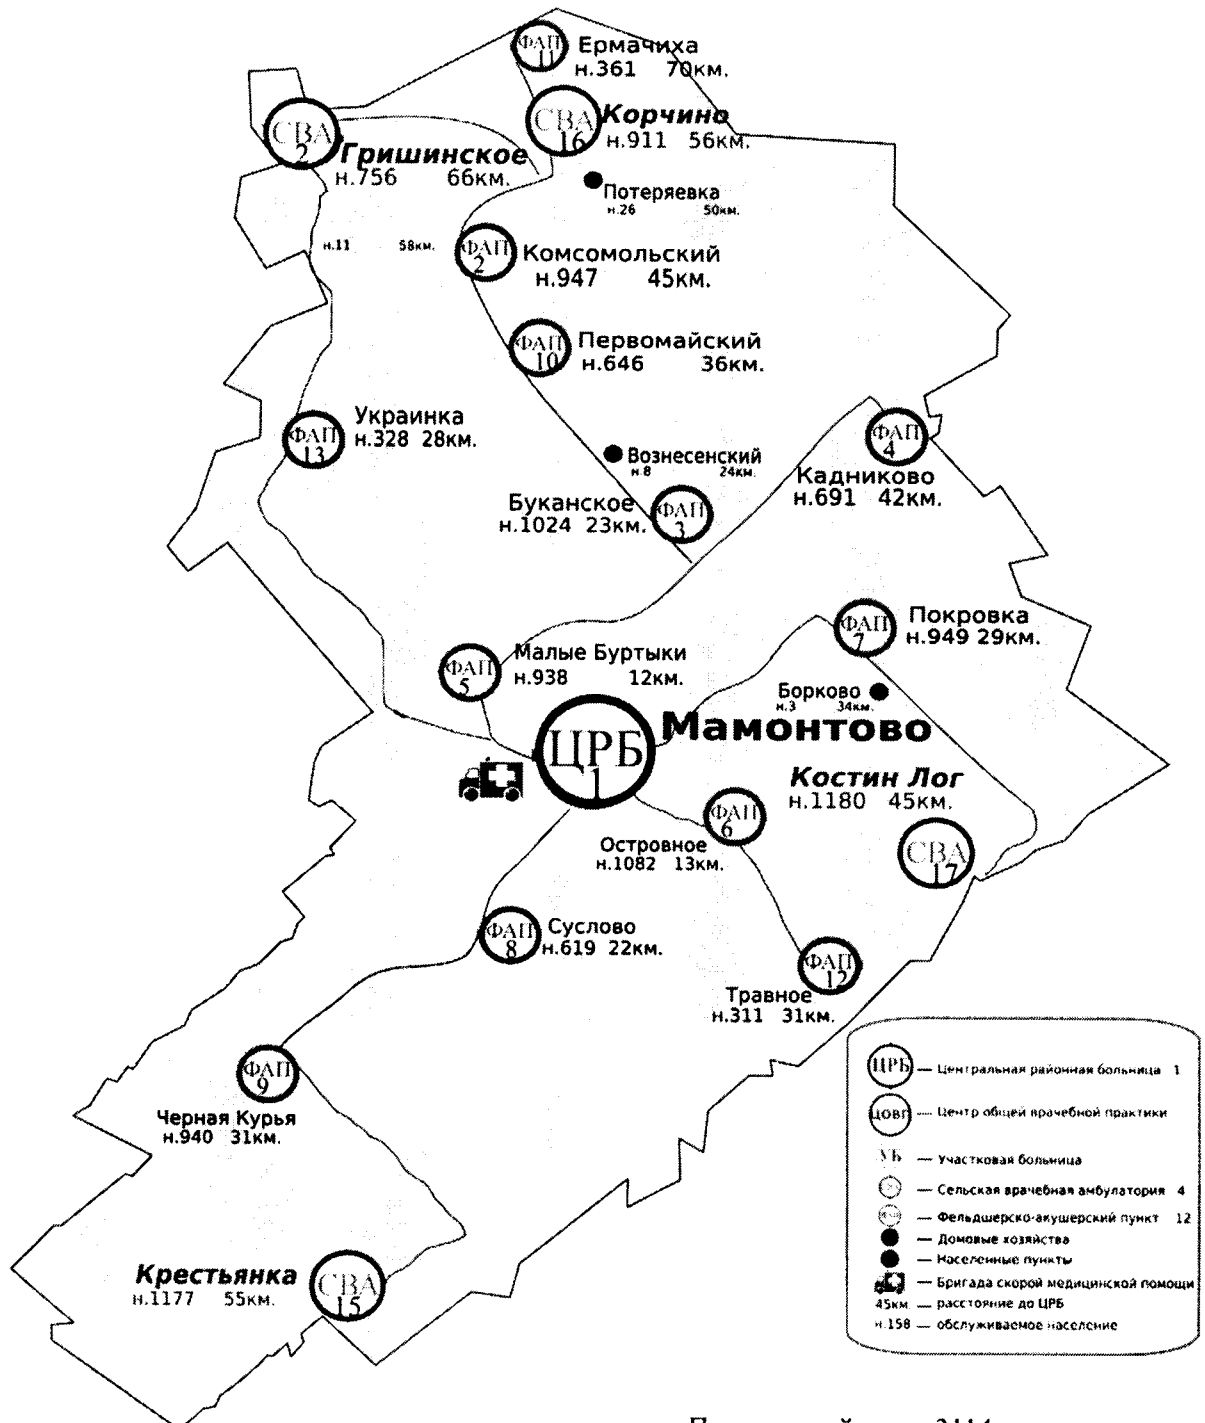 ФАП
11
Ермачиха
н.361 70км.
СВА
16
Корчино
н.911 56км.
СВА
2
Гришинское
н.756 66км.
Потеряевка
н.26 50км.
н.11 58км.
ФАП
2
Комсомольский
н.947 45км.
ФАП
10
Первомайский
н.646 36км.
ФАП
13
Украинка
н.328 28км.
ФАП
4
Кадниково
н.691 42км.
Вознесенский
н.8 24км.
Буканское
н.1024 23км.
ФАП
3
ФАП
7
Покровка
н.949 29км.
ФАП
5
Малые Буртыки
н.938 12км.
Борково
н.3 34км.
ЦРБ
1
Мамонтово
Костин Лог
н.1180 45км.
СВА
17
ФАП
6
Островное
н.1082 13км.
ФАП
8
Суслово
н.619 22км.
ФАП
12
Травное
н.311 31км.
ФАП
9
Черная Курья
н.940 31км.
Крестьянка
н.1177 55км.
СВА
15
ЦРБ — Центральная районная больница 1
ЦОВП — Центр общей врачебной практики
УБ — Участковая больница
— Сельская врачебная амбулатория 4
— Фельдшерско-акушерский пункт 12
— Домовые хозяйства
— Населенные пункты
— Бригада скорой медицинской помощи
45км. — расстояние до ЦРБ
н.158 — обслуживаемое население